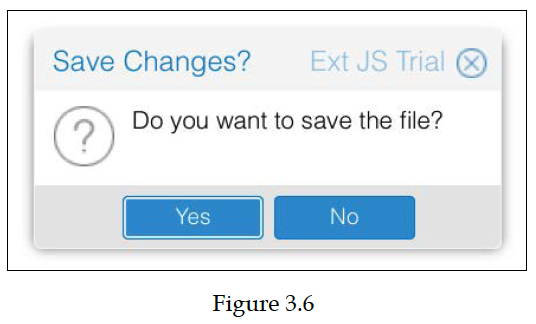 Save Changes? Ext JS Trial
Do you want to save the file?
?
Yes No
Figure 3.6